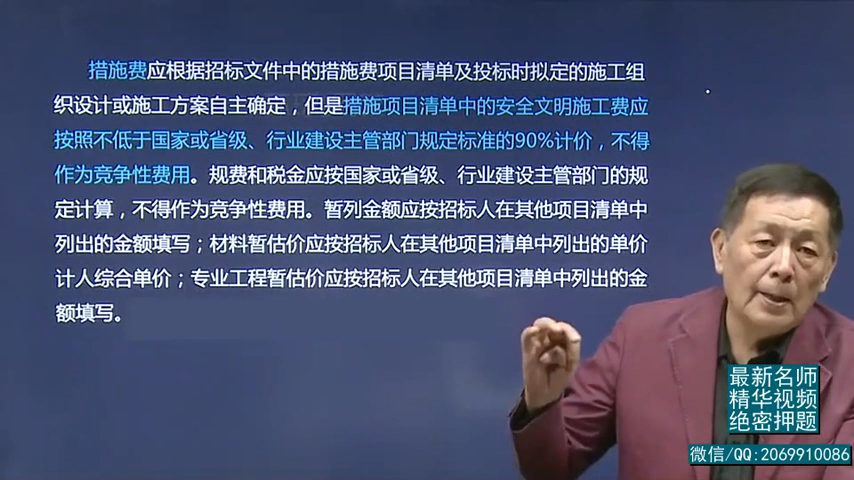 措施费应根据招标文件中的措施费项目清单及投标时拟定的施工组
织设计或施工方案自主确定，但是措施项目清单中的安全文明施工费应
按照不低于国家或省级、行业建设主管部门规定标准的90%计价，不得
作为竞争性费用。规费和税金应按国家或省级、行业建设主管部门的规
定计算，不得作为竞争性费用。暂列金额应按招标人在其他项目清单中
列出的金额填写；材料暂估价应按招标人在其他项目清单中列出的单价
计人综合单价；专业工程暂估价应按招标人在其他项目清单中列出的金
额填写。
最新名师
精华视频
绝密押题
微信/QQ:2069910086